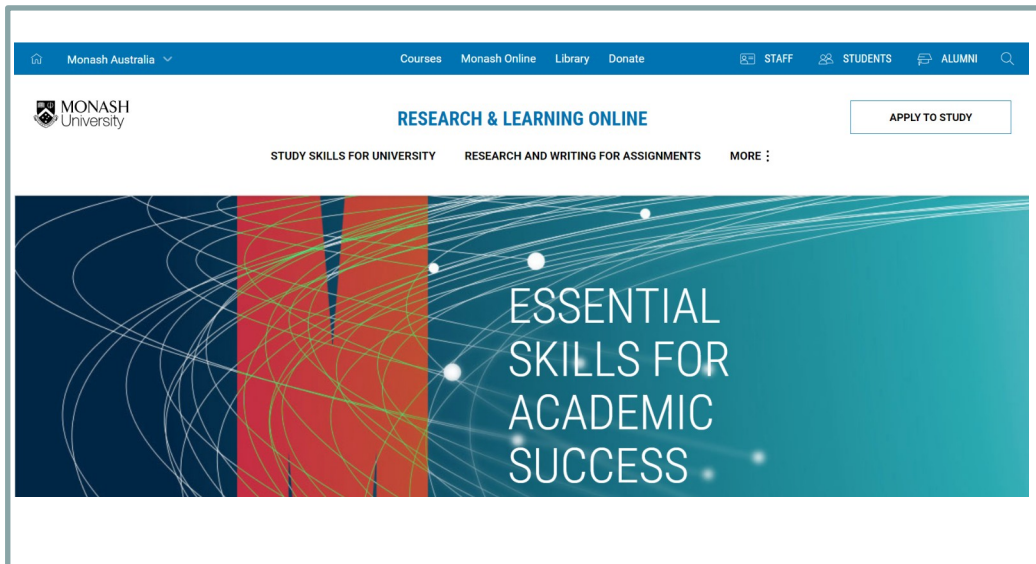 Monash Australia Courses Monash Online Library Donate STAFF STUDENTS ALUMNI
MONASH
University
RESEARCH & LEARNING ONLINE
APPLY TO STUDY
STUDY SKILLS FOR UNIVERSITY RESEARCH AND WRITING FOR ASSIGNMENTS MORE
ESSENTIAL
SKILLS FOR
ACADEMIC
SUCCESS